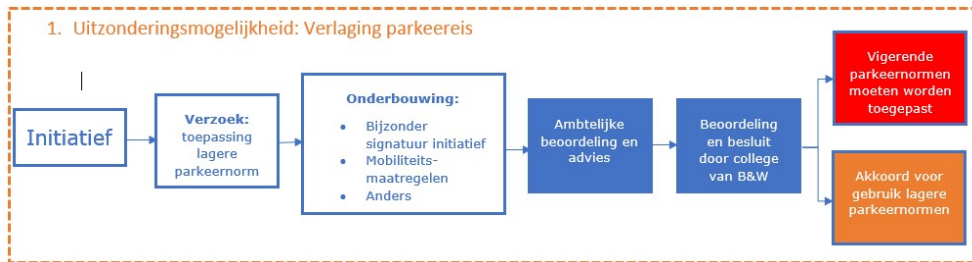 1. Uitzonderingsmogelijkheid: Verlaging parkeereis
Initiatief
Verzoek:
toepassing
lagere
parkeernorm
Onderbouwing:
• Bijzonder
signatuur initiatief
• Mobiliteits-
maatregelen
• Anders
Ambtelijke
beoordeling en
advies
Beoordeling
en besluit
door college
van B&W
Vigerende
parkeernormen
moeten worden
toegepast
Akkoord voor
gebruik lagere
parkeernormen